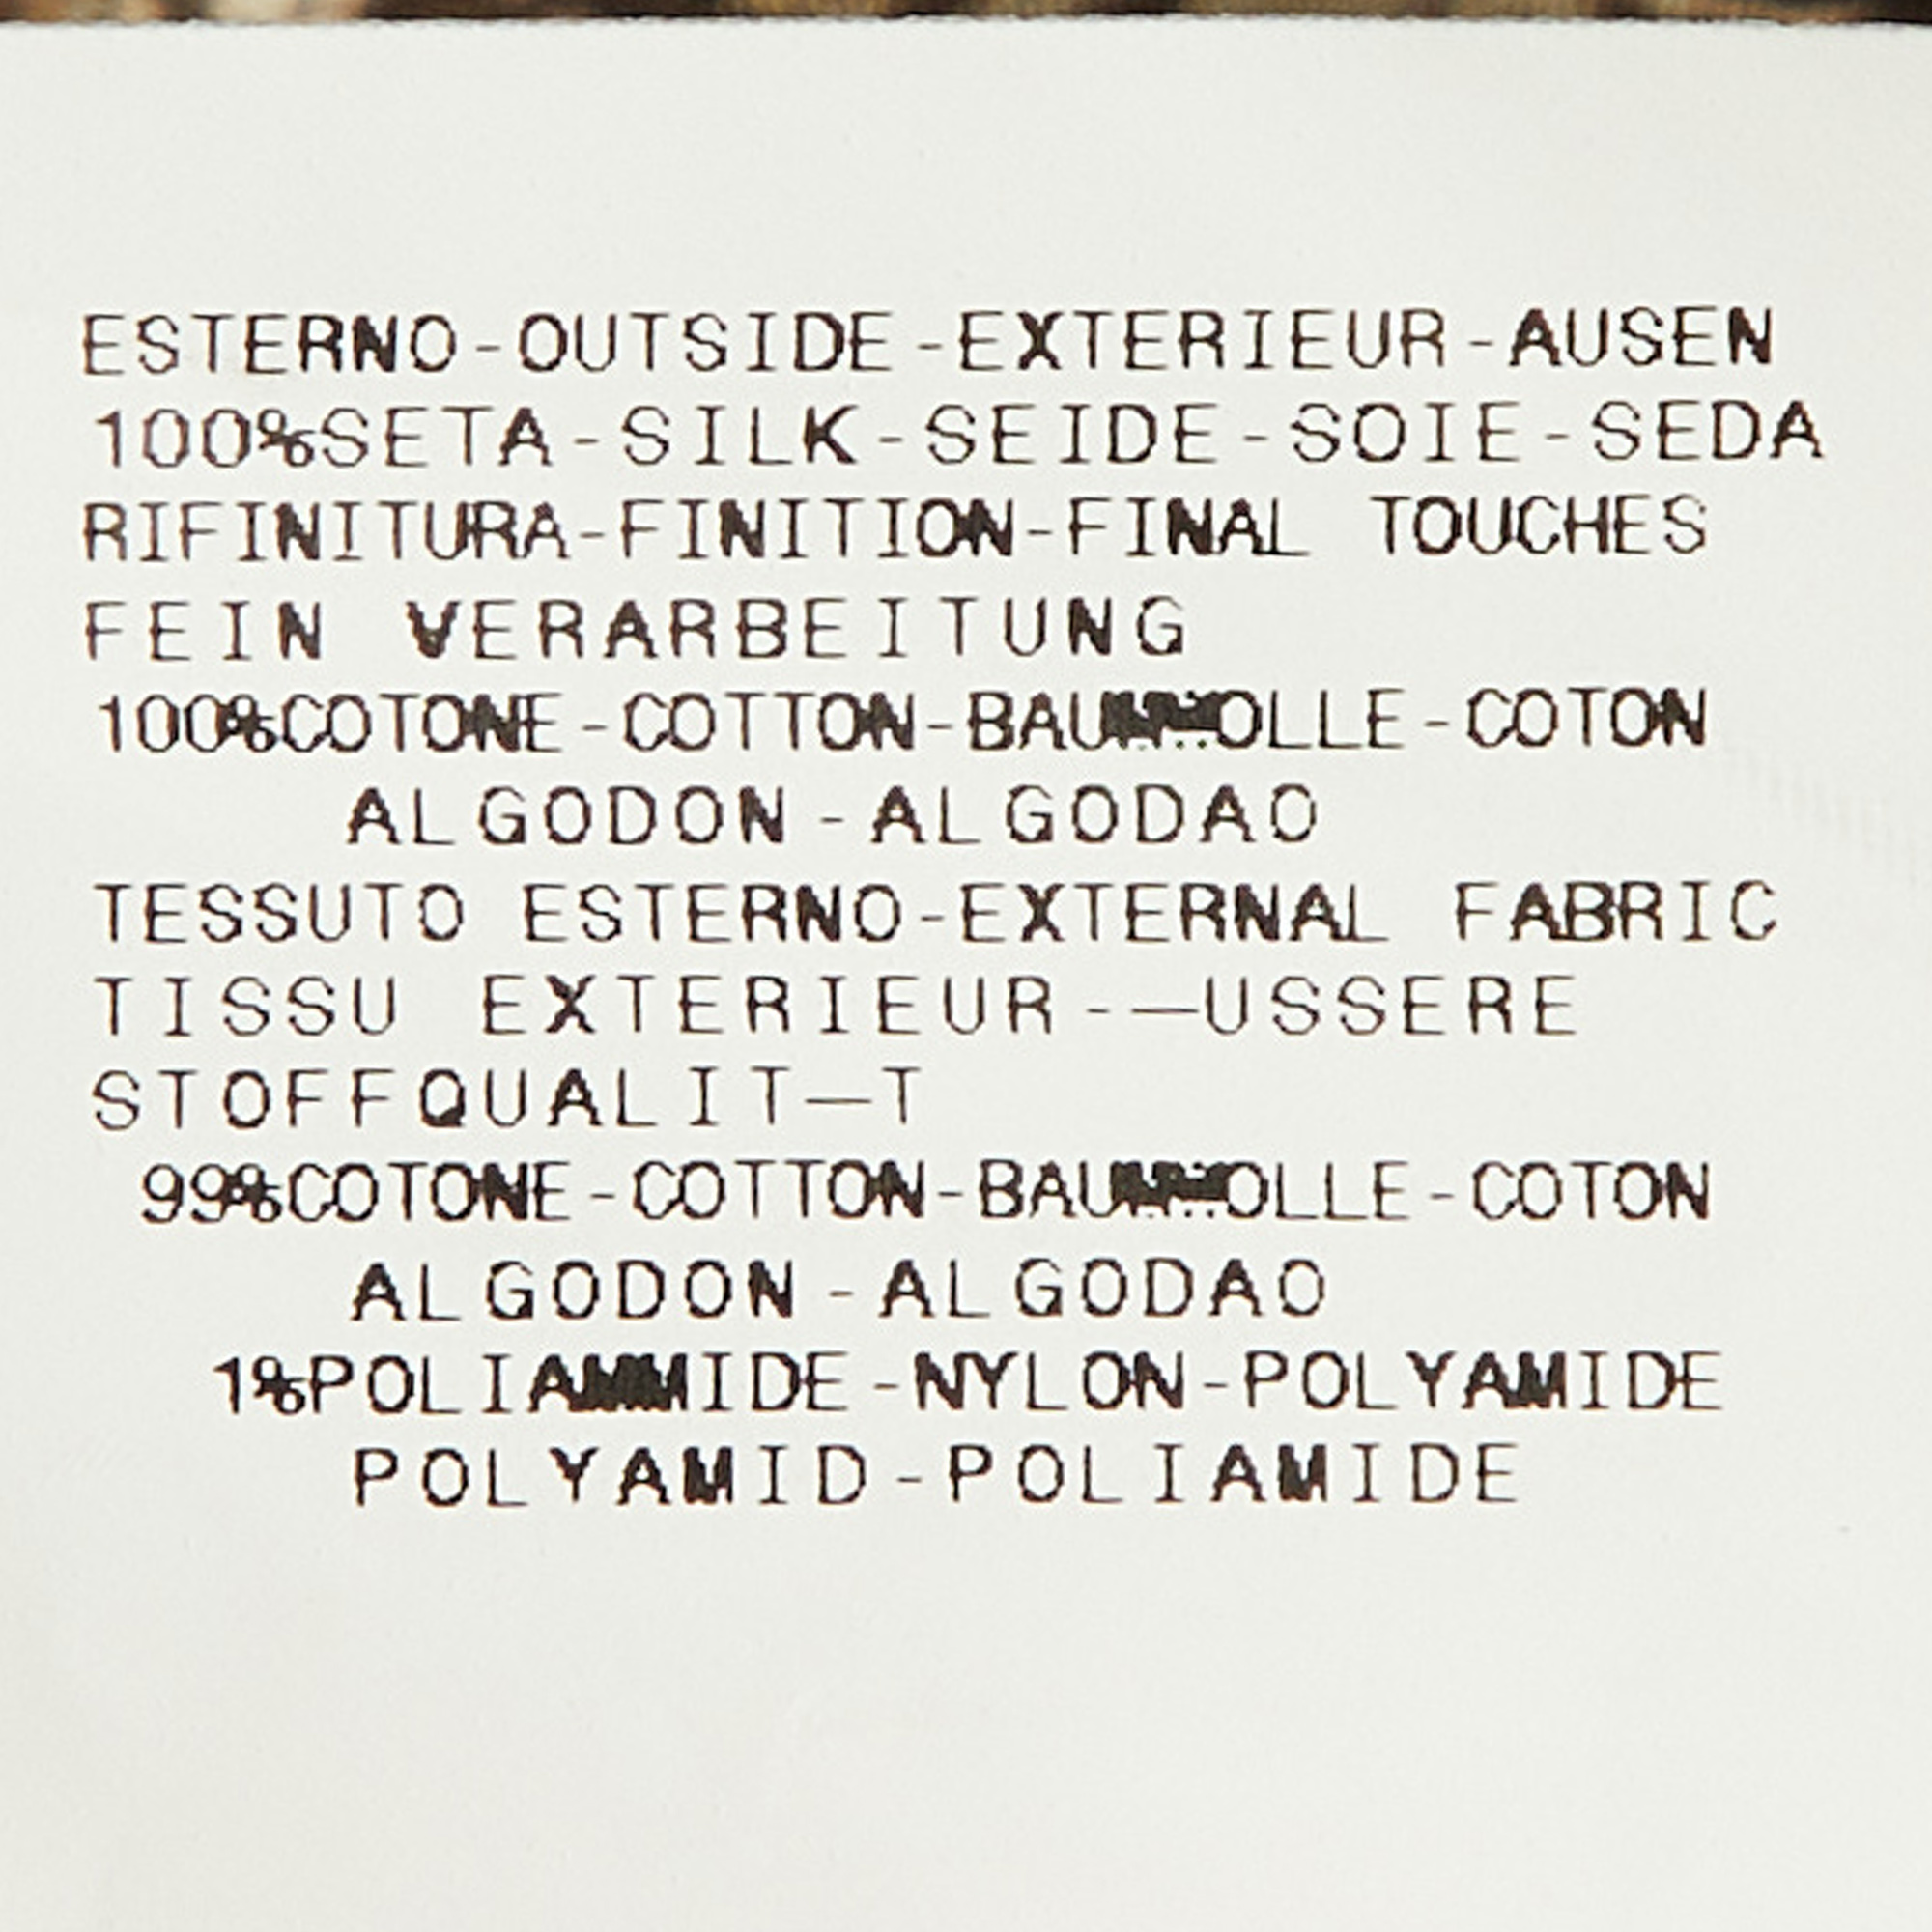 ESTERNO-OUTSIDE-EXTERIEUR-AUSEN
100%SETA-SILK-SEIDE-SOIE-SEDA
RIFINITURA-FINITION-FINAL TOUCHES
FEIN VERARBEITUNG
100%COTONE-COTTON-BAUMWOLLE-COTON
ALGODON-ALGODAO
TESSUTO ESTERNO-EXTERNAL FABRIC
TISSU EXTERIEUR-—USSERE
STOFFQUALIT—T
99%COTONE-COTTON-BAUMWOLLE-COTON
ALGODON-ALGODAO
1%POLIAMMIDE-NYLON-POLYAMIDE
POLYAMID-POLIAMIDE